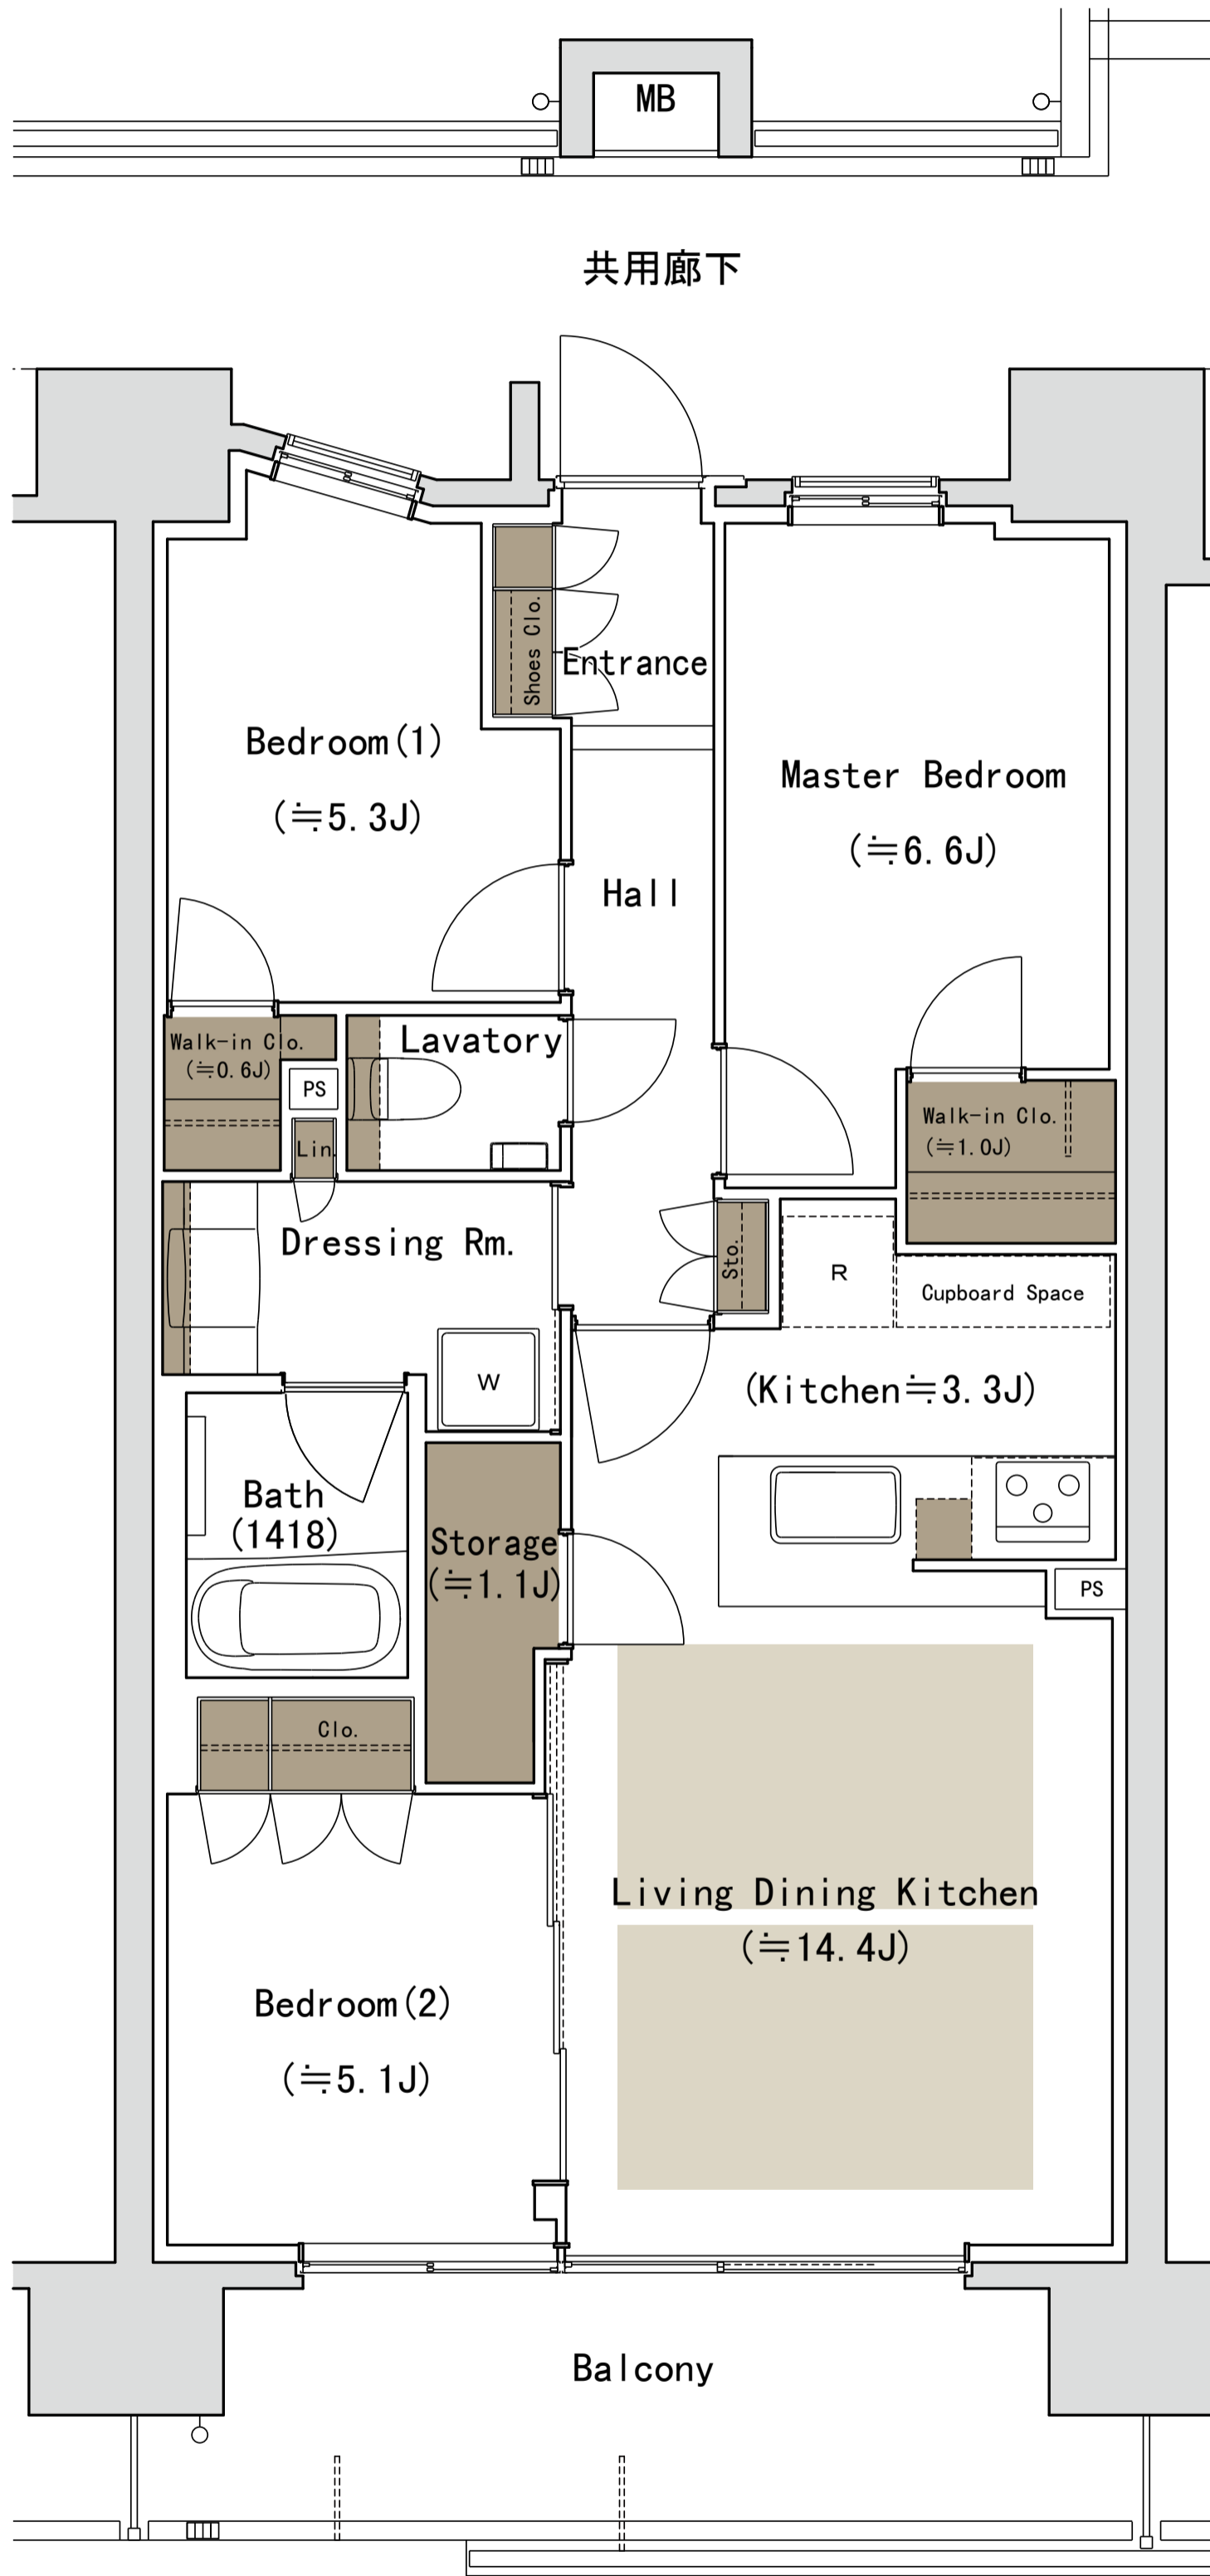 MB
共用廊下
Shoes Clo.
Entrance
Bedroom(1)
(≒5.3J)
Master Bedroom
(≒6.6J)
Hall
Walk-in Clo.
(≒0.6J)
PS
Lin.
Lavatory
Walk-in Clo.
(≒1.0J)
Dressing Rm.
Sto.
R
Cupboard Space
W
(Kitchen≒3.3J)
Bath
(1418)
Storage
(≒1.1J)
PS
Clo.
Living Dining Kitchen
(≒14.4J)
Bedroom(2)
(≒5.1J)
Balcony